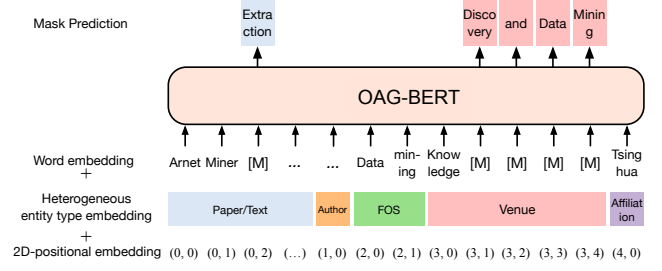 Mask Prediction
Extra
ction
Disco
very
and
Data
Minin
g
OAG-BERT
Word embedding
+
Arnet Miner [M] ... ... Data min-
ing Know
ledge [M] [M] [M] [M] Tsing
hua
Heterogeneous
entity type embedding
Paper/Text
Author
FOS
Venue
Affiliat
ion
+
2D-positional embedding (0, 0) (0, 1) (0, 2) (...) (1, 0) (2, 0) (2, 1) (3, 0) (3, 1) (3, 2) (3, 3) (3, 4) (4, 0)